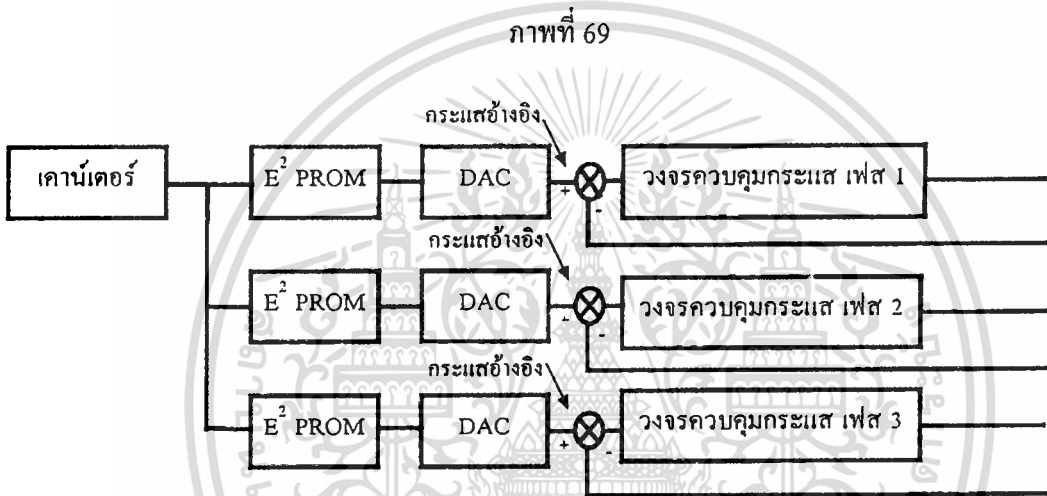 ภาพที่ 69
กระแสอ้างอิง
เคาน์เตอร์ E² PROM DAC + - วงจรควบคุมกระแส เฟส 1
กระแสอ้างอิง
E² PROM DAC - - วงจรควบคุมกระแส เฟส 2
กระแสอ้างอิง
E² PROM DAC + - วงจรควบคุมกระแส เฟส 3